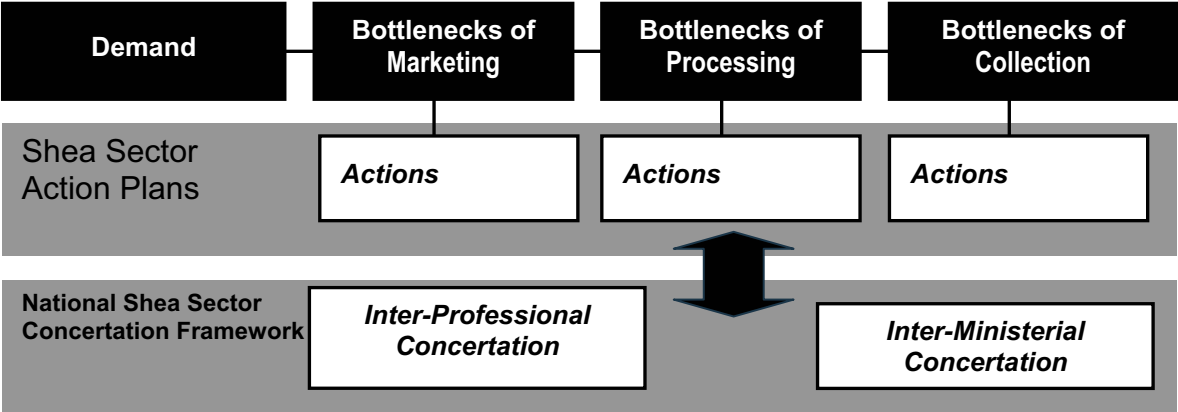 Demand
Bottlenecks of
Marketing
Bottlenecks of
Processing
Bottlenecks of
Collection
Shea Sector
Action Plans
Actions
Actions
Actions
National Shea Sector
Concertation Framework
Inter-Professional
Concertation
Inter-Ministerial
Concertation